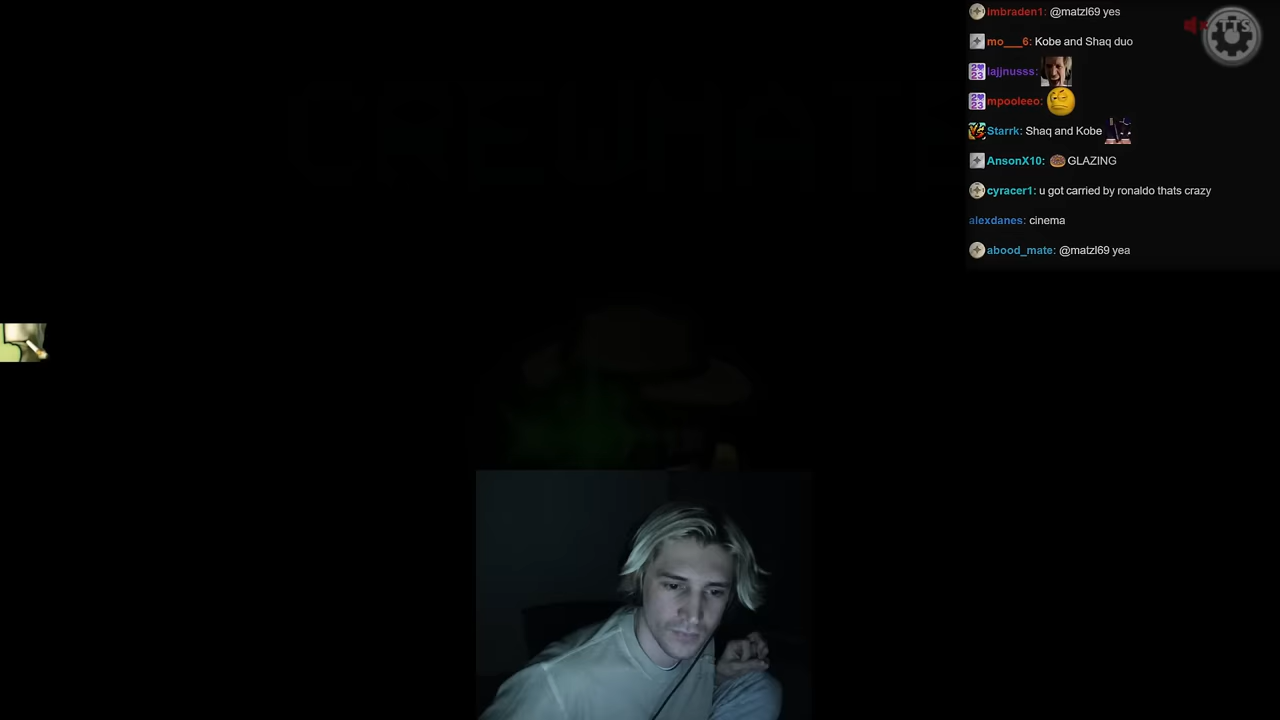 imbraden1: @matzl69 yes
TTS
mo___6: Kobe and Shaq duo
lajjnusss:
mpooleeo:
Starrk: Shaq and Kobe
AnsonX10: GLAZING
cyracer1: u got carried by ronaldo thats crazy
alexdanes: cinema
abood_mate: @matzl69 yea